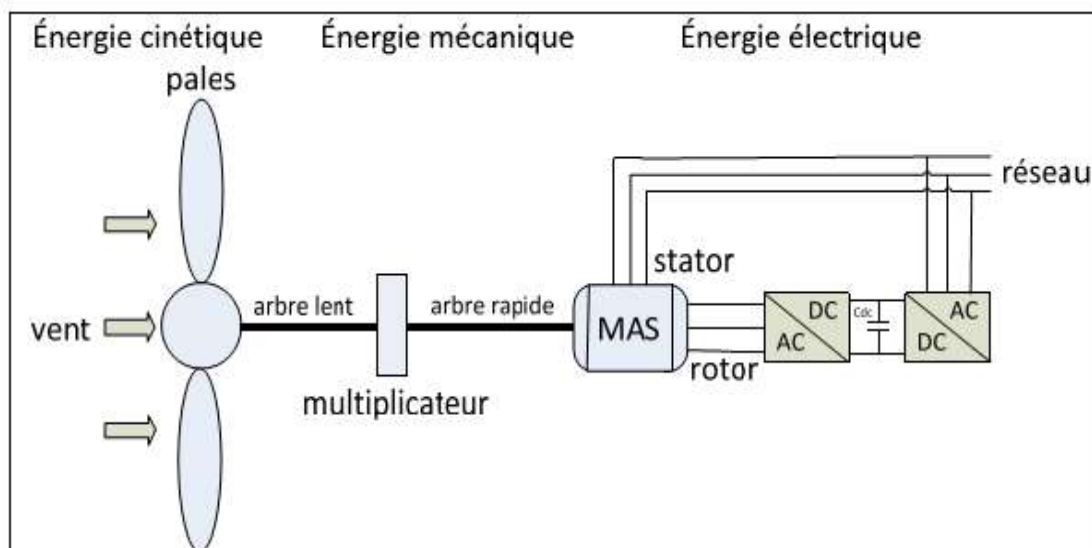 Énergie cinétique Énergie mécanique Énergie électrique
pales
réseau
stator
arbre lent arbre rapide
vent
MAS
DC
AC
Cdc
AC
DC
rotor
multiplicateur